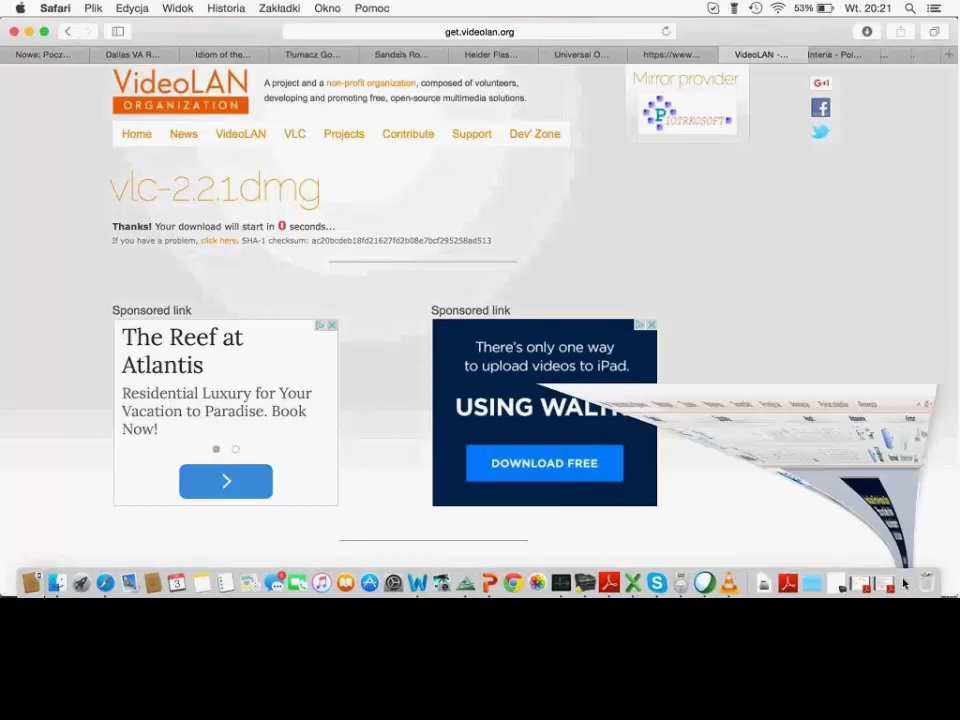 Safari Plik Edycja Widok Historia Zakładki Okno Pomoc 53% Wt. 20:21
get.videolan.org
Nowe: Pocz... Dallas VA R... Idiom of the... Tłumacz Go... Sandals Ro... Heider Flas... Universal O... https://www... VideoLAN -... Interia - Pol...
VideoLAN
ORGANIZATION
A project and a non-profit organization, composed of volunteers,
developing and promoting free, open-source multimedia solutions.
Mirror provider
PIOTRKOSOFT
G+1
Home News VideoLAN VLC Projects Contribute Support Dev' Zone
vlc-2.2.1.dmg
Thanks! Your download will start in 0 seconds...
If you have a problem, click here. SHA-1 checksum: ac20bcdeb18fd21627fd2b08e7bcf295258ad513
Sponsored link
The Reef at
Atlantis
Residential Luxury for Your
Vacation to Paradise. Book
Now!
Sponsored link
There's only one way
to upload videos to iPad.
USING WALT
DOWNLOAD FREE